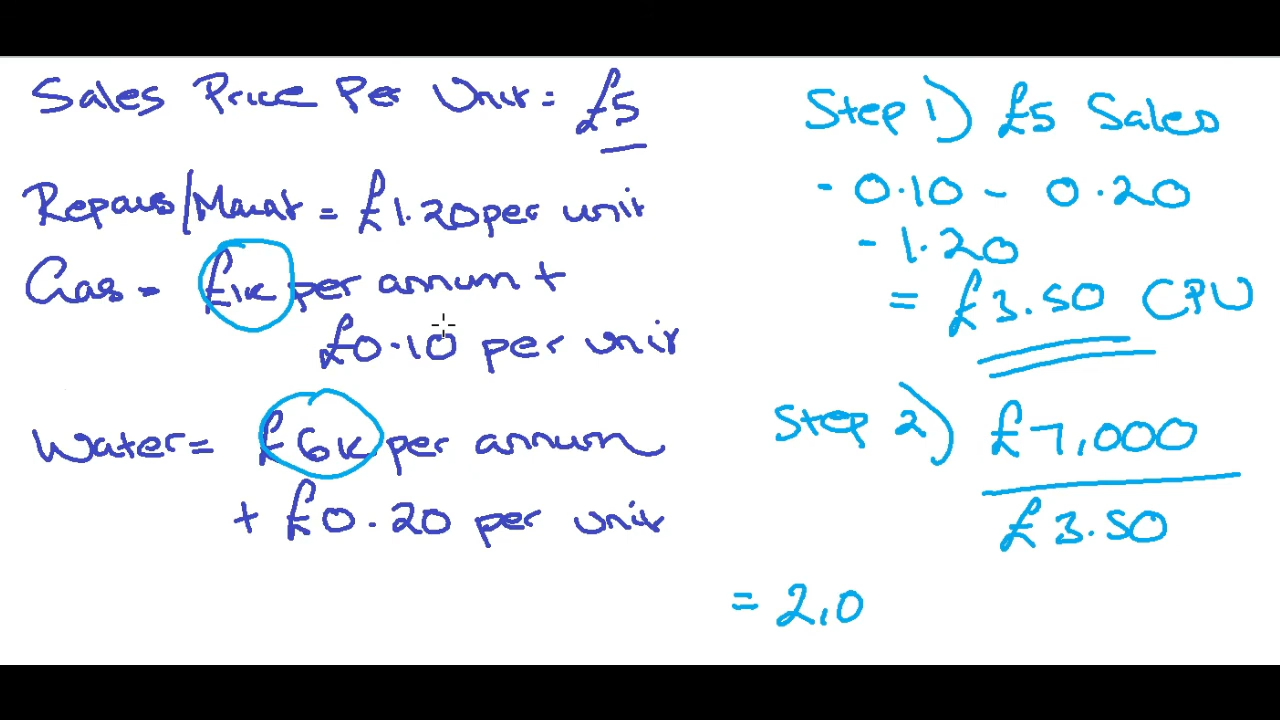 Sales Price Per Unit = £5
Repairs/Maint = £1.20 per unit
Gas = £1K per annum +
£0.10 per unit
Water = £6K per annum
+ £0.20 per unit
Step 1) £5 Sales
- 0.10 - 0.20
- 1.20
= £3.50 CPU
Step 2) £7,000
£3.50
= 2,0